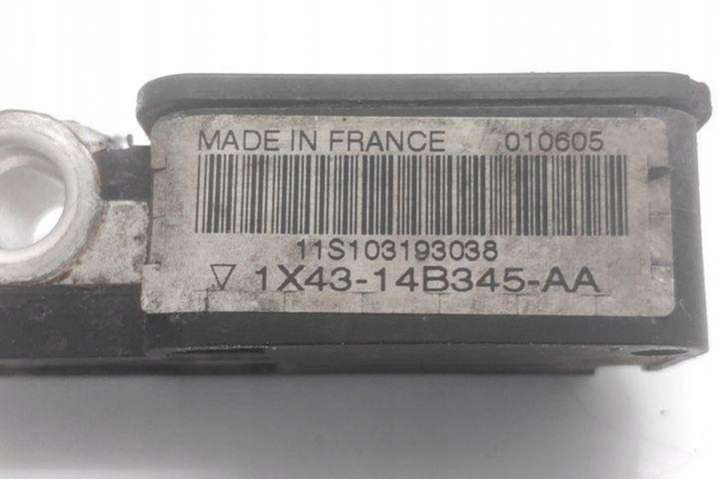 MADE IN FRANCE 010605
11S103193038
▽ 1X43-14B345-AA